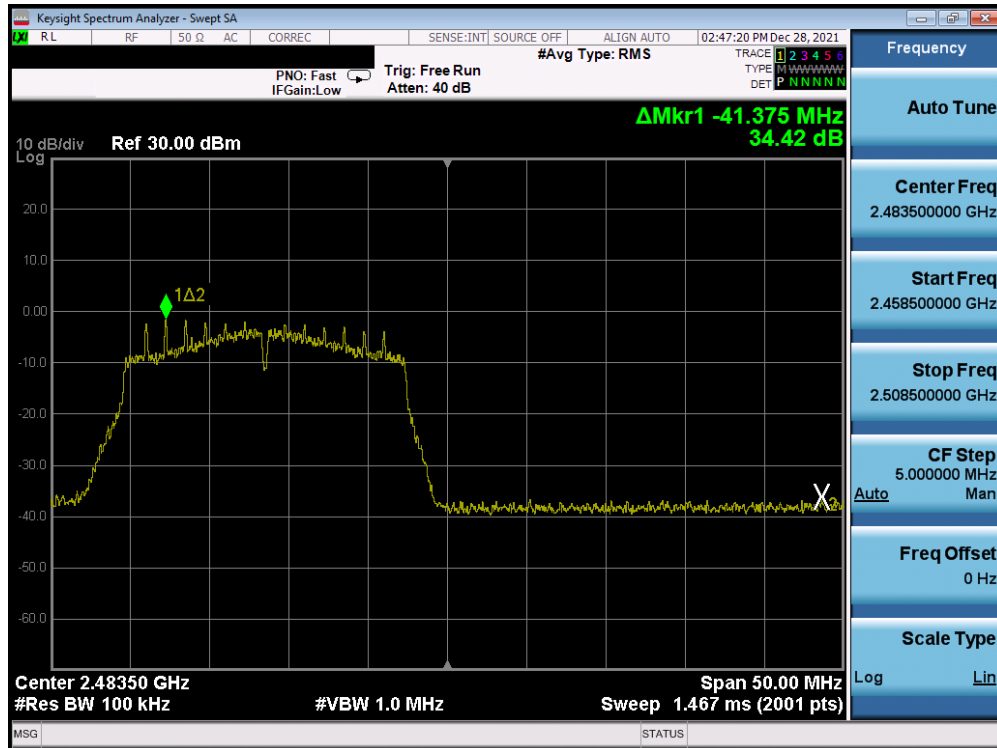 Keysight Spectrum Analyzer - Swept SA
LXI RL RF 50 Ω AC CORREC SENSE:INT SOURCE OFF ALIGN AUTO 02:47:20 PM Dec 28, 2021
#Avg Type: RMS
TRACE 1 2 3 4 5 6
PNO: Fast Trig: Free Run
TYPE M W W W W W
IFGain:Low Atten: 40 dB
DET P N N N N N
ΔMkr1 -41.375 MHz
34.42 dB
10 dB/div Ref 30.00 dBm
Log
20.0
10.0
0.00
-10.0
-20.0
-30.0
-40.0
-50.0
-60.0
1Δ2
X2
Center 2.48350 GHz Span 50.00 MHz
#Res BW 100 kHz #VBW 1.0 MHz Sweep 1.467 ms (2001 pts)
MSG STATUS
Frequency
Auto Tune
Center Freq
2.483500000 GHz
Start Freq
2.458500000 GHz
Stop Freq
2.508500000 GHz
CF Step
5.000000 MHz
Auto Man
Freq Offset
0 Hz
Scale Type
Log Lin